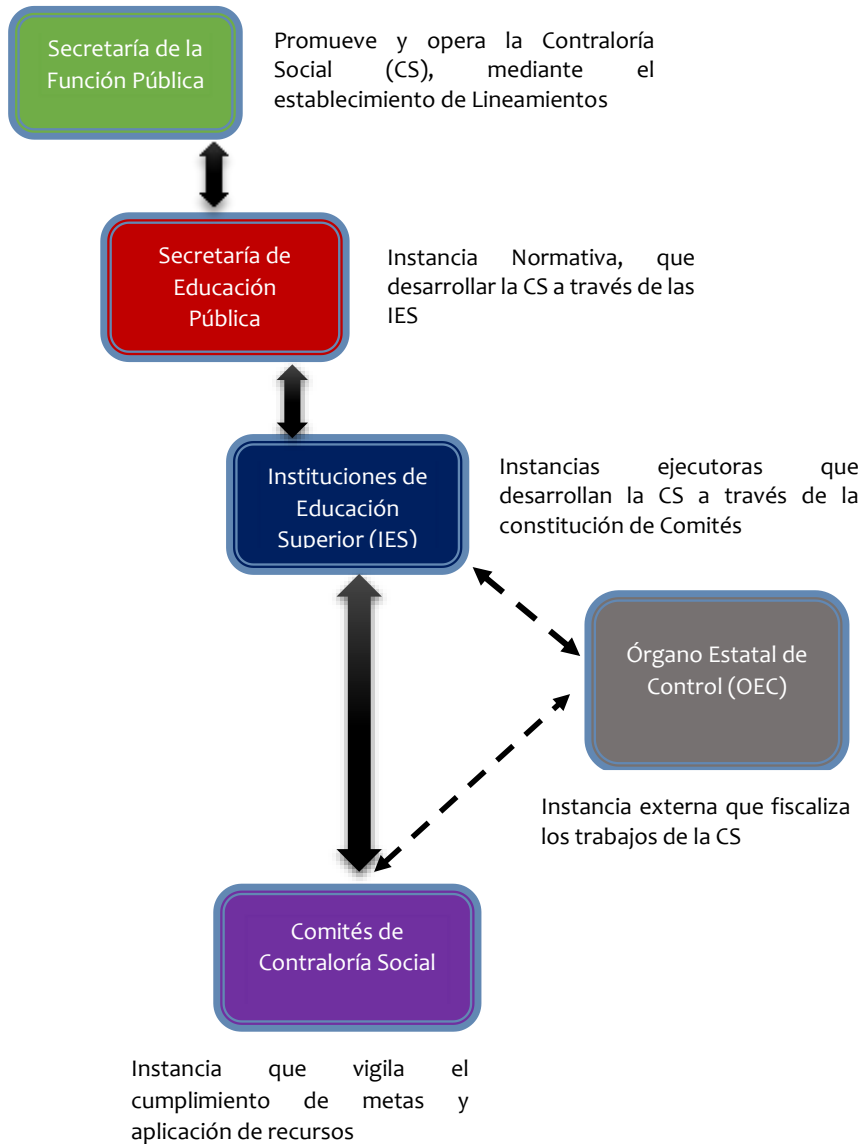 Secretaría de la
Función Pública
Promueve y opera la Contraloría
Social (CS), mediante el
establecimiento de Lineamientos
Secretaría de
Educación
Pública
Instancia Normativa, que
desarrollar la CS a través de las
IES
Instituciones de
Educación
Superior (IES)
Instancias ejecutoras que
desarrollan la CS a través de la
constitución de Comités
Órgano Estatal de
Control (OEC)
Instancia externa que fiscaliza
los trabajos de la CS
Comités de
Contraloría Social
Instancia que vigila el
cumplimiento de metas y
aplicación de recursos